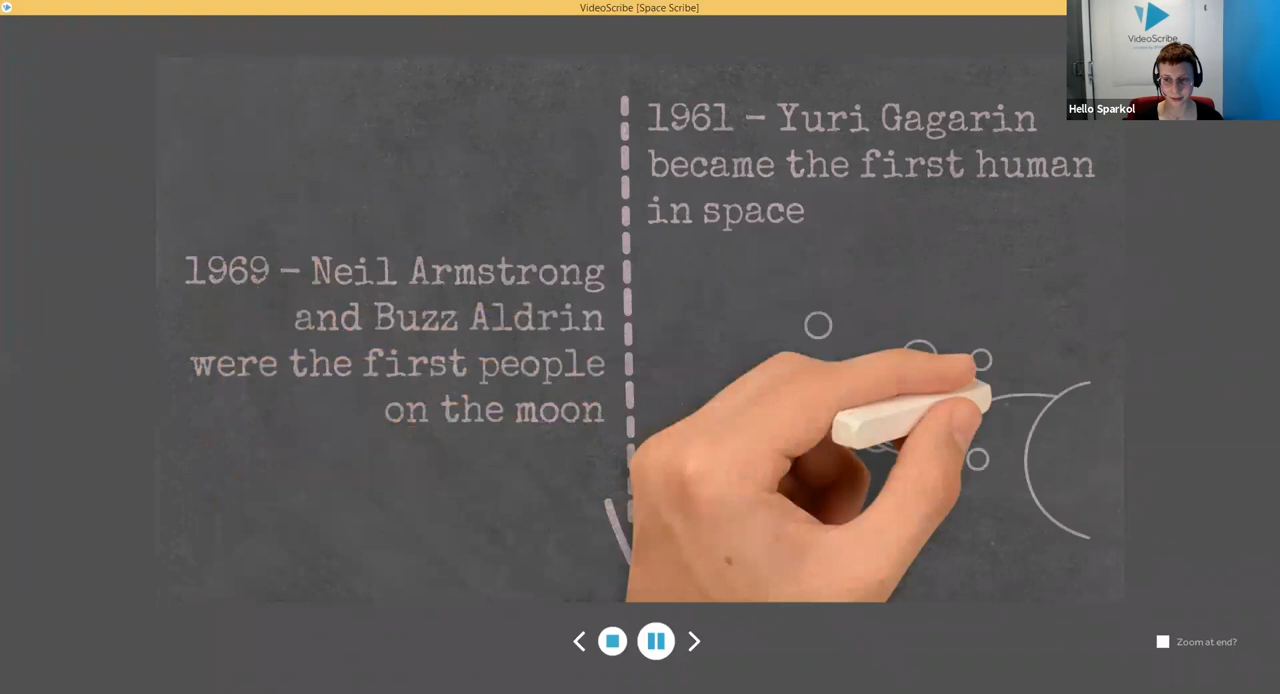 VideoScribe [Space Scribe]
VideoScribe
Hello Sparkol
1961 – Yuri Gagarin
became the first human
in space
1969 – Neil Armstrong
and Buzz Aldrin
were the first people
on the moon
Zoom at end?